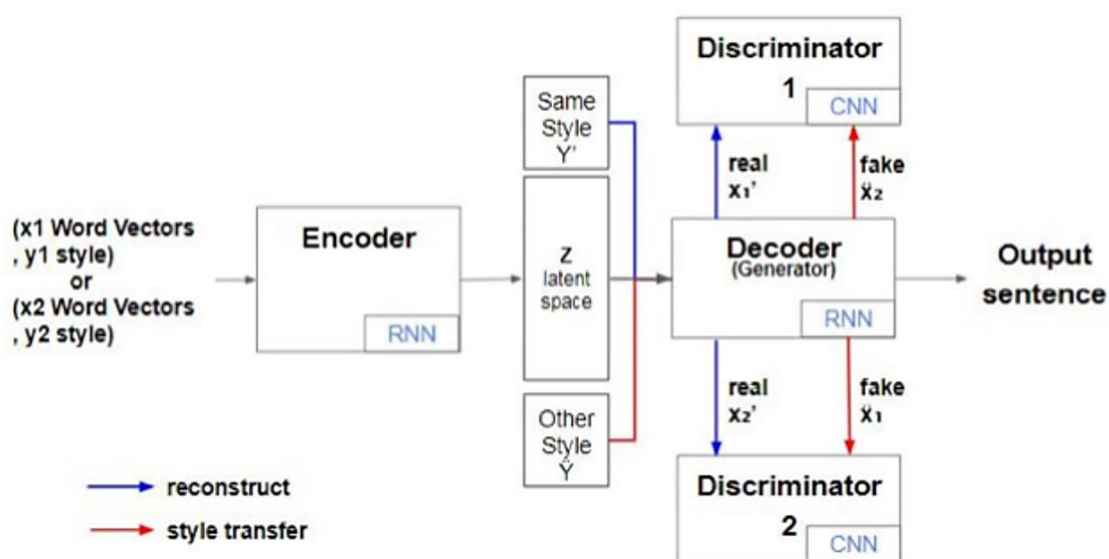 (x1 Word Vectors
, y1 style)
or
(x2 Word Vectors
, y2 style)
Encoder
RNN
Same
Style
Y'
Z
latent
space
Other
Style
Ŷ
Discriminator
1
CNN
real
x₁'
fake
ẍ₂
Decoder
(Generator)
RNN
real
x₂'
fake
ẍ₁
Discriminator
2
CNN
Output
sentence
reconstruct
style transfer